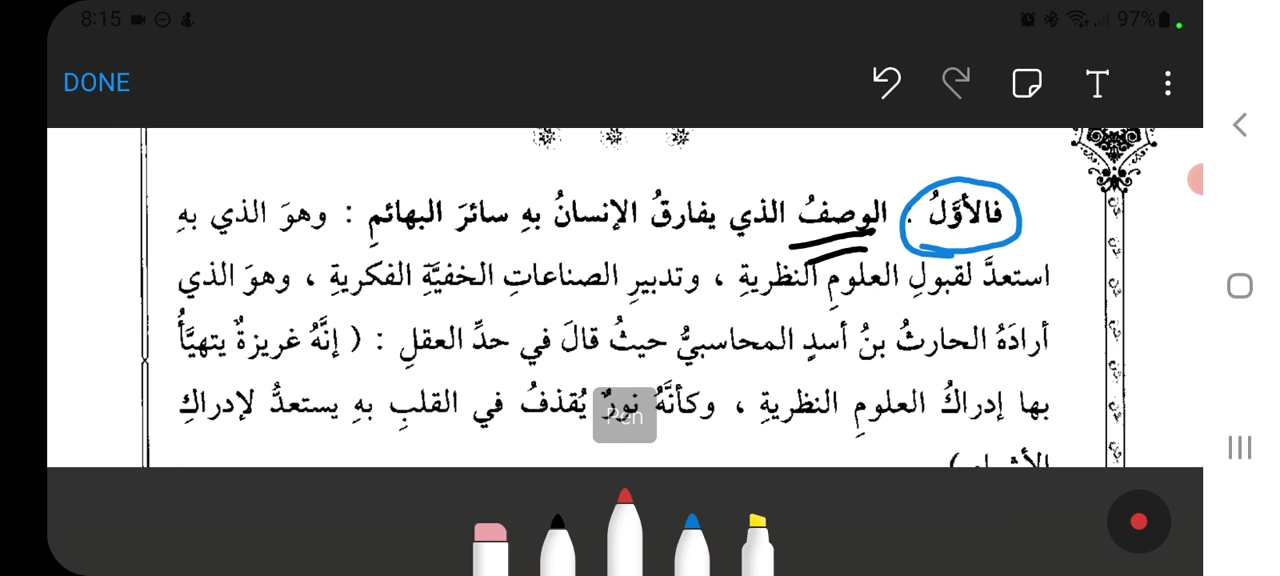 8:15
97%
DONE
T
فالأوَّلُ . الوصفُ الذي يفارقُ الإنسانُ بهِ سائرَ البهائمِ : وهوَ الذي بهِ
استعدَّ لقبولِ العلومِ النظريةِ ، وتدبيرِ الصناعاتِ الخفيَّةِ الفكريةِ ، وهوَ الذي
أرادَهُ الحارثُ بنُ أسدٍ المحاسبيُّ حيثُ قالَ في حدِّ العقلِ : ( إنَّهُ غريزةٌ يتهيَّأُ
بها إدراكُ العلومِ النظريةِ ، وكأنَّهُ نورٌ يُقذفُ في القلبِ بهِ يستعدُّ لإدراكِ
Pen